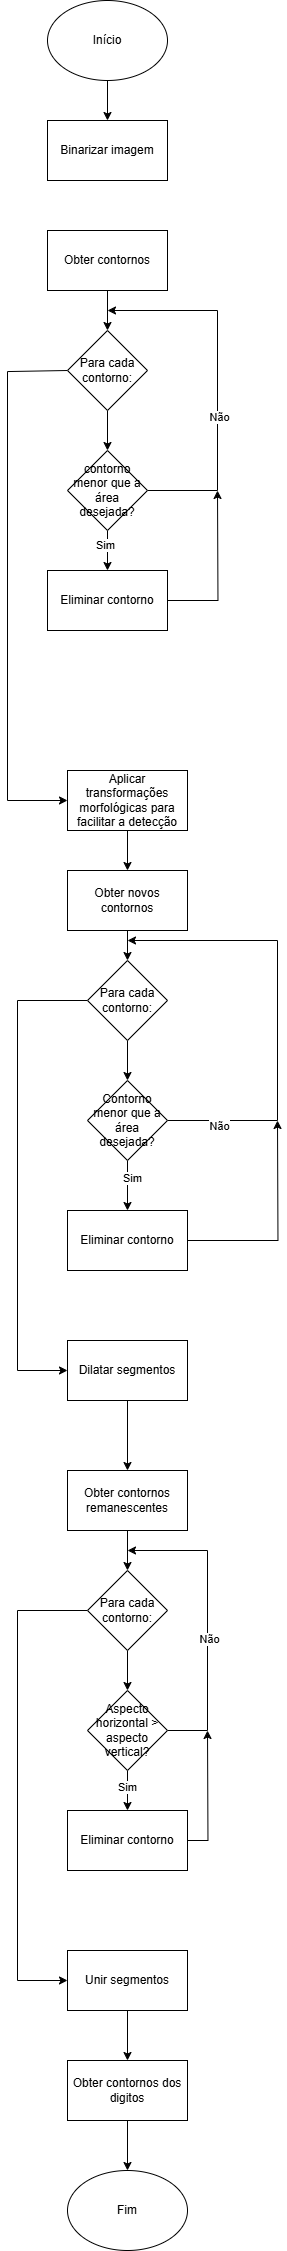 Início
Binarizar imagem
Obter contornos
Para cada
contorno:
Não
contorno
menor que a
área
desejada?
Sim
Eliminar contorno
Aplicar
transformações
morfológicas para
facilitar a detecção
Obter novos
contornos
Para cada
contorno:
Contorno
menor que a
área
desejada?
Não
Sim
Eliminar contorno
Dilatar segmentos
Obter contornos
remanescentes
Para cada
contorno:
Não
Aspecto
horizontal >
aspecto
vertical?
Sim
Eliminar contorno
Unir segmentos
Obter contornos dos
digitos
Fim